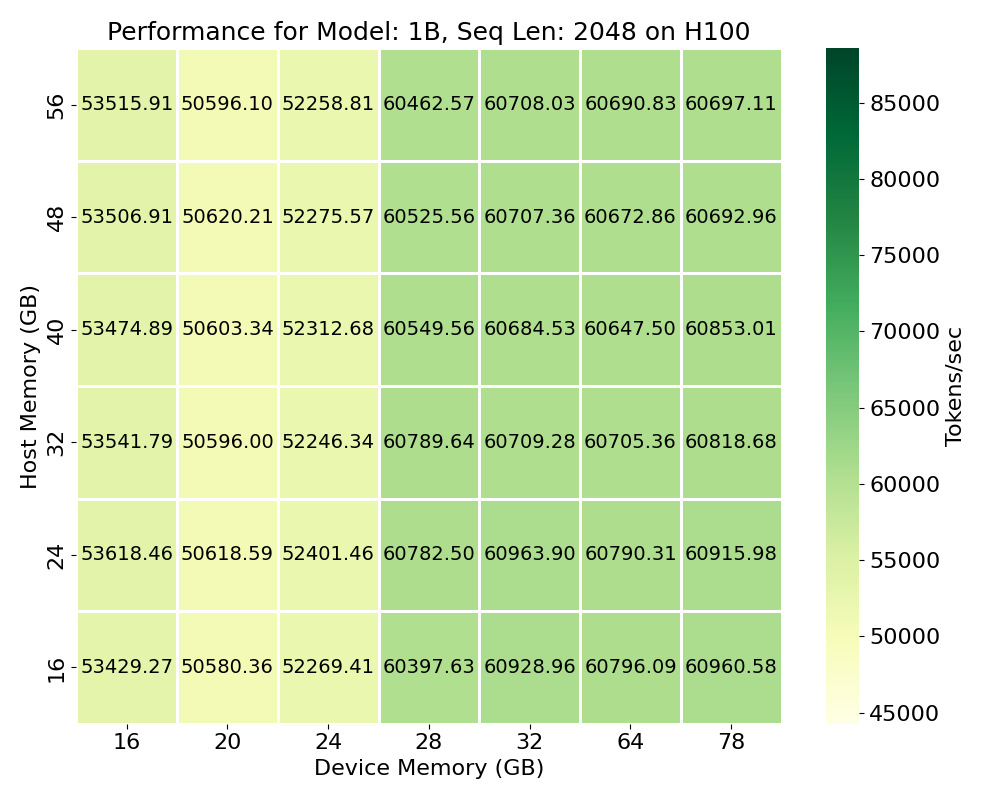 Performance for Model: 1B, Seq Len: 2048 on H100
56 53515.91 50596.10 52258.81 60462.57 60708.03 60690.83 60697.11
48 53506.91 50620.21 52275.57 60525.56 60707.36 60672.86 60692.96
40 53474.89 50603.34 52312.68 60549.56 60684.53 60647.50 60853.01
32 53541.79 50596.00 52246.34 60789.64 60709.28 60705.36 60818.68
24 53618.46 50618.59 52401.46 60782.50 60963.90 60790.31 60915.98
16 53429.27 50580.36 52269.41 60397.63 60928.96 60796.09 60960.58
Host Memory (GB)
16 20 24 28 32 64 78
Device Memory (GB)
85000
80000
75000
70000
65000
60000
55000
50000
45000
Tokens/sec